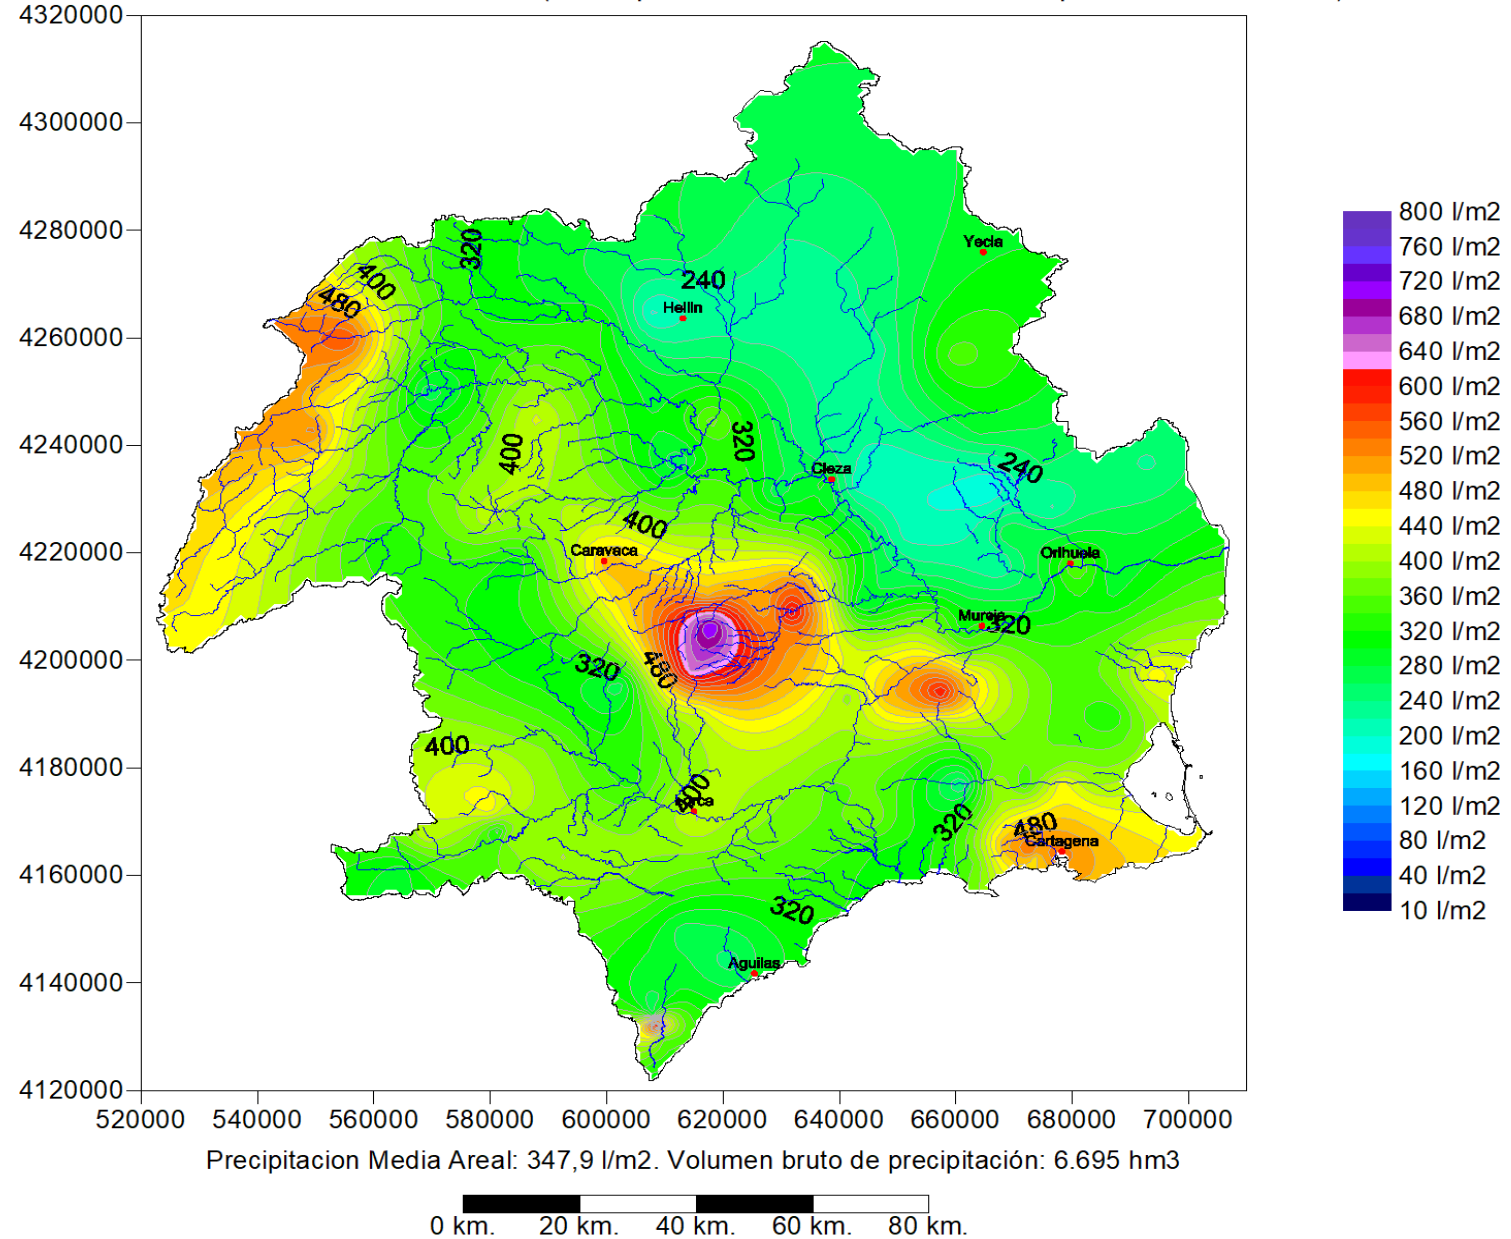 4320000
4300000
4280000
4260000
4240000
4220000
4200000
4180000
4160000
4140000
4120000
520000 540000 560000 580000 600000 620000 640000 660000 680000 700000
320
400
480
240
Yecla
Hellin
400
320
Cieza
240
400
Caravaca
Orihuela
Murcia
320
320
480
400
400
Lorca
320
480
Cartagena
320
Aguilas
800 l/m2
760 l/m2
720 l/m2
680 l/m2
640 l/m2
600 l/m2
560 l/m2
520 l/m2
480 l/m2
440 l/m2
400 l/m2
360 l/m2
320 l/m2
280 l/m2
240 l/m2
200 l/m2
160 l/m2
120 l/m2
80 l/m2
40 l/m2
10 l/m2
Precipitacion Media Areal: 347,9 l/m2. Volumen bruto de precipitación: 6.695 hm3
0 km. 20 km. 40 km. 60 km. 80 km.